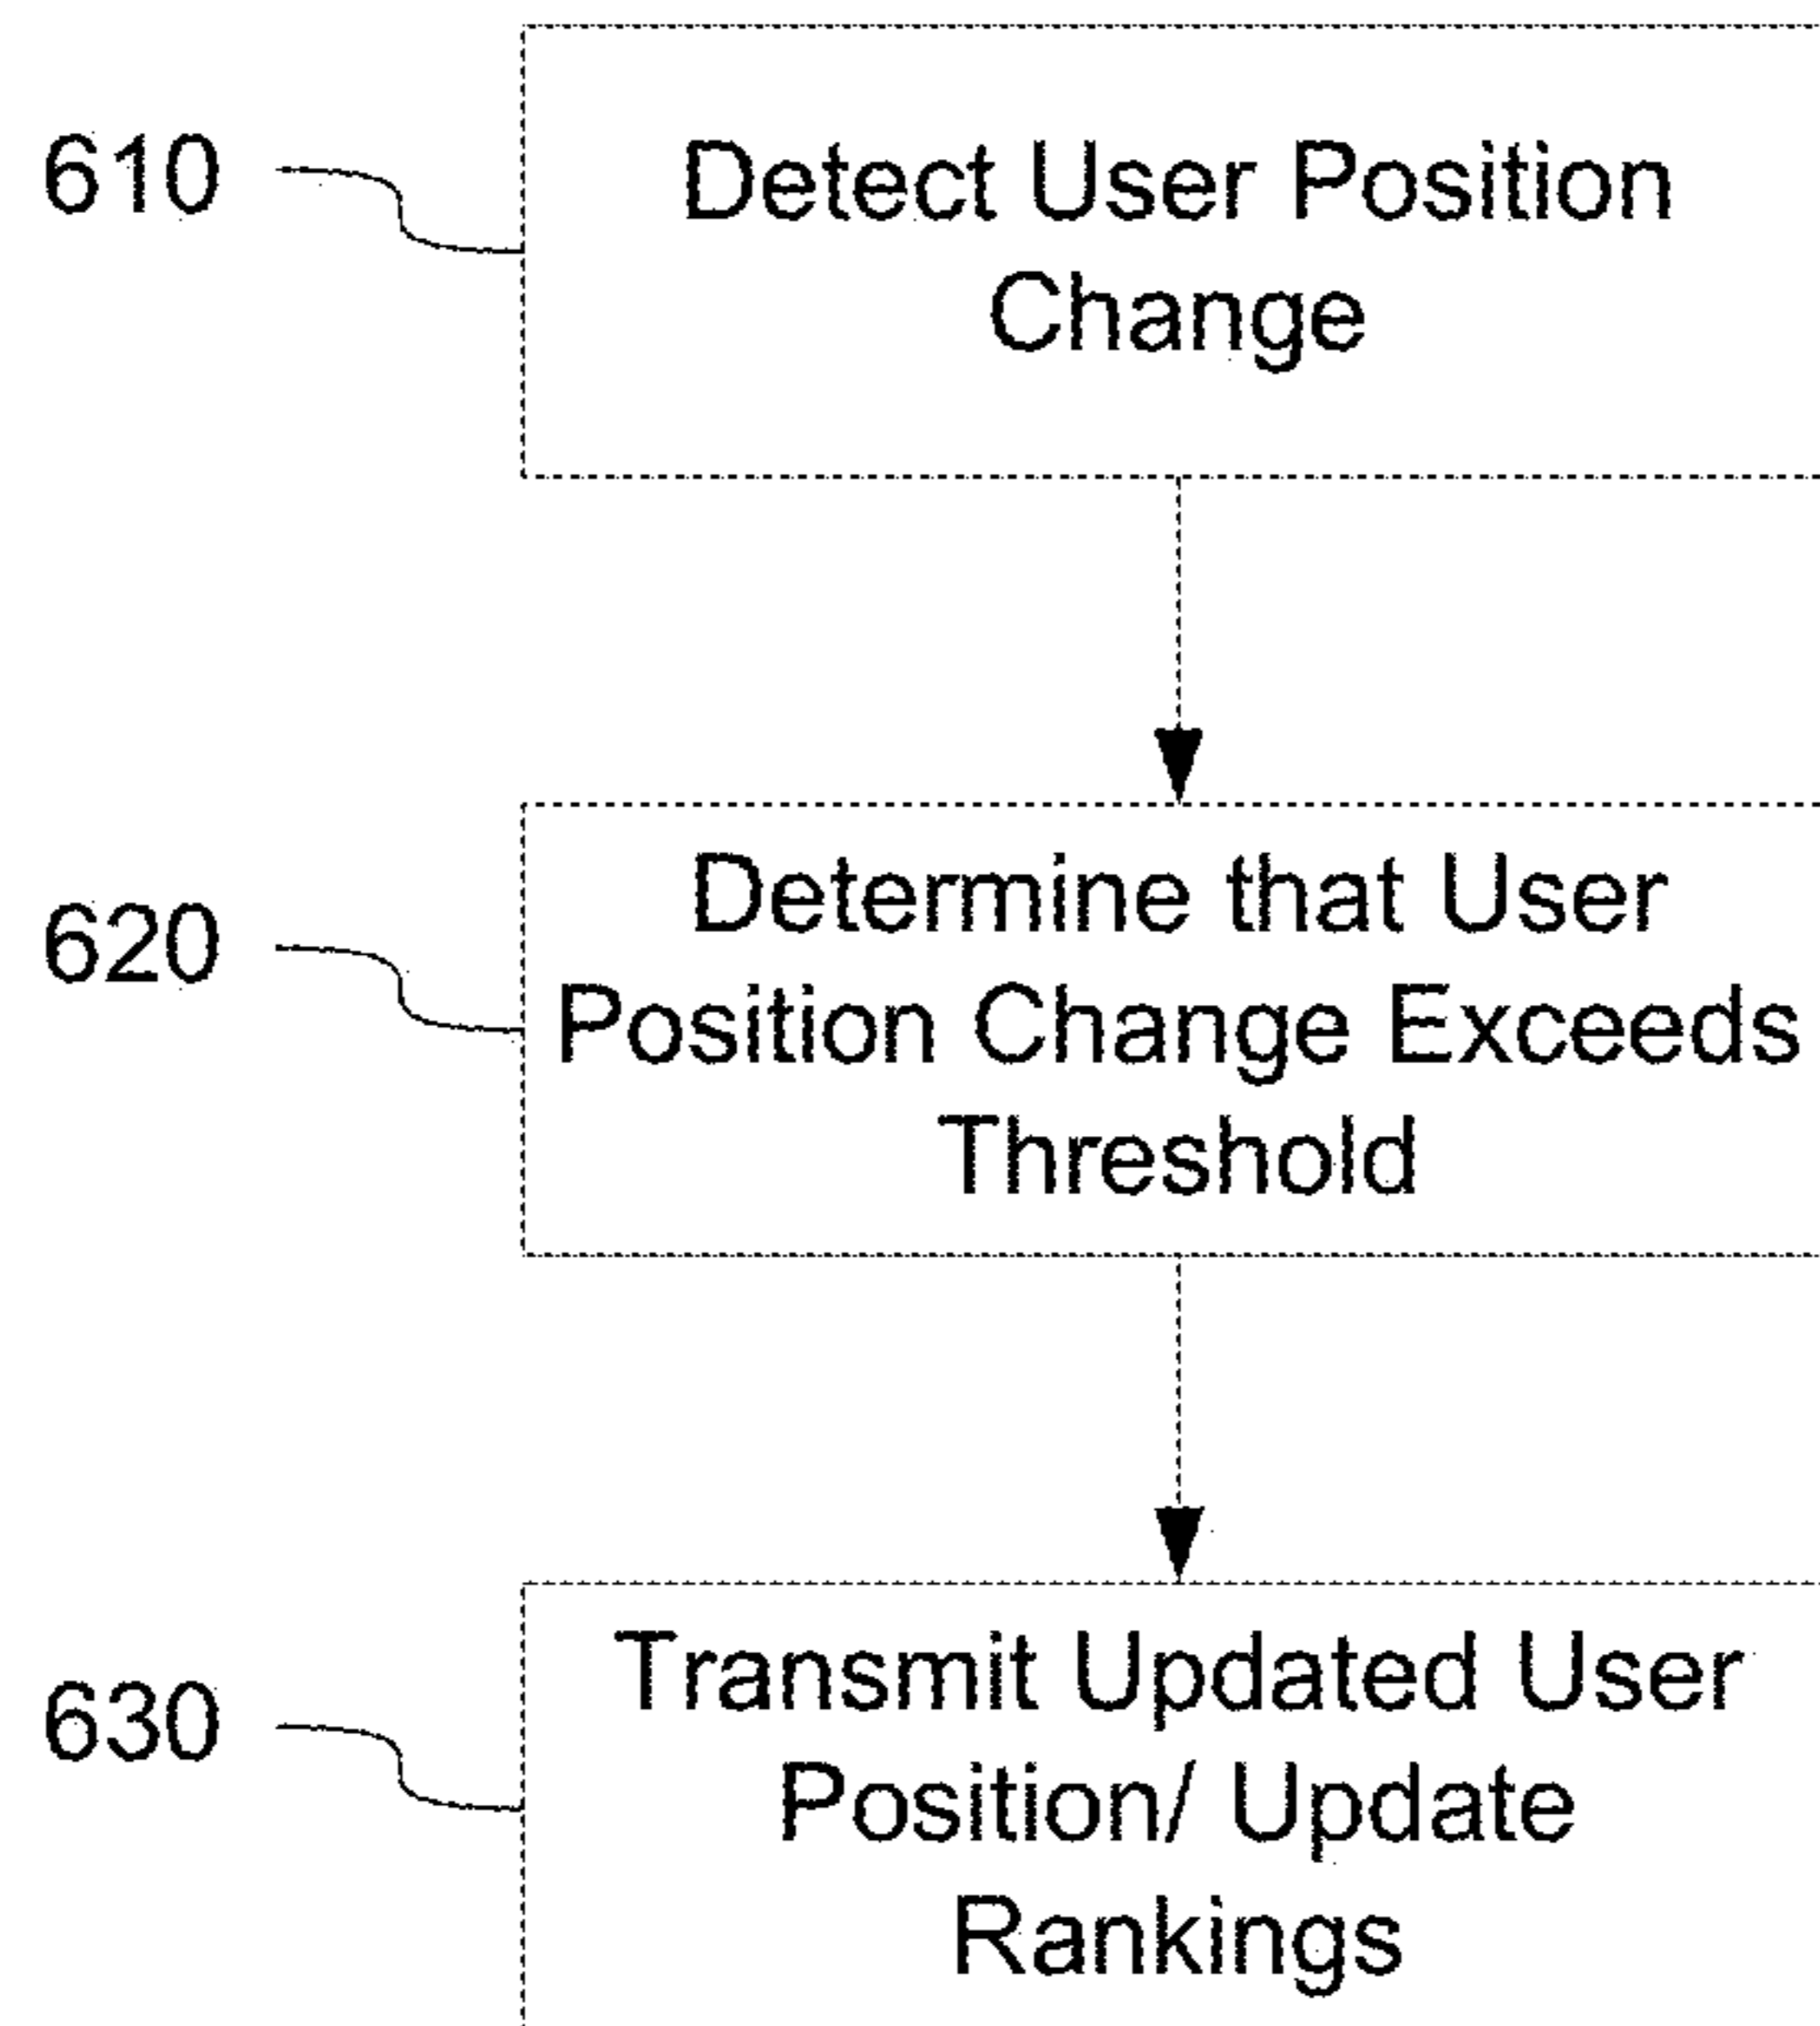 610
Detect User Position
Change
620
Determine that User
Position Change Exceeds
Threshold
630
Transmit Updated User
Position/ Update
Rankings